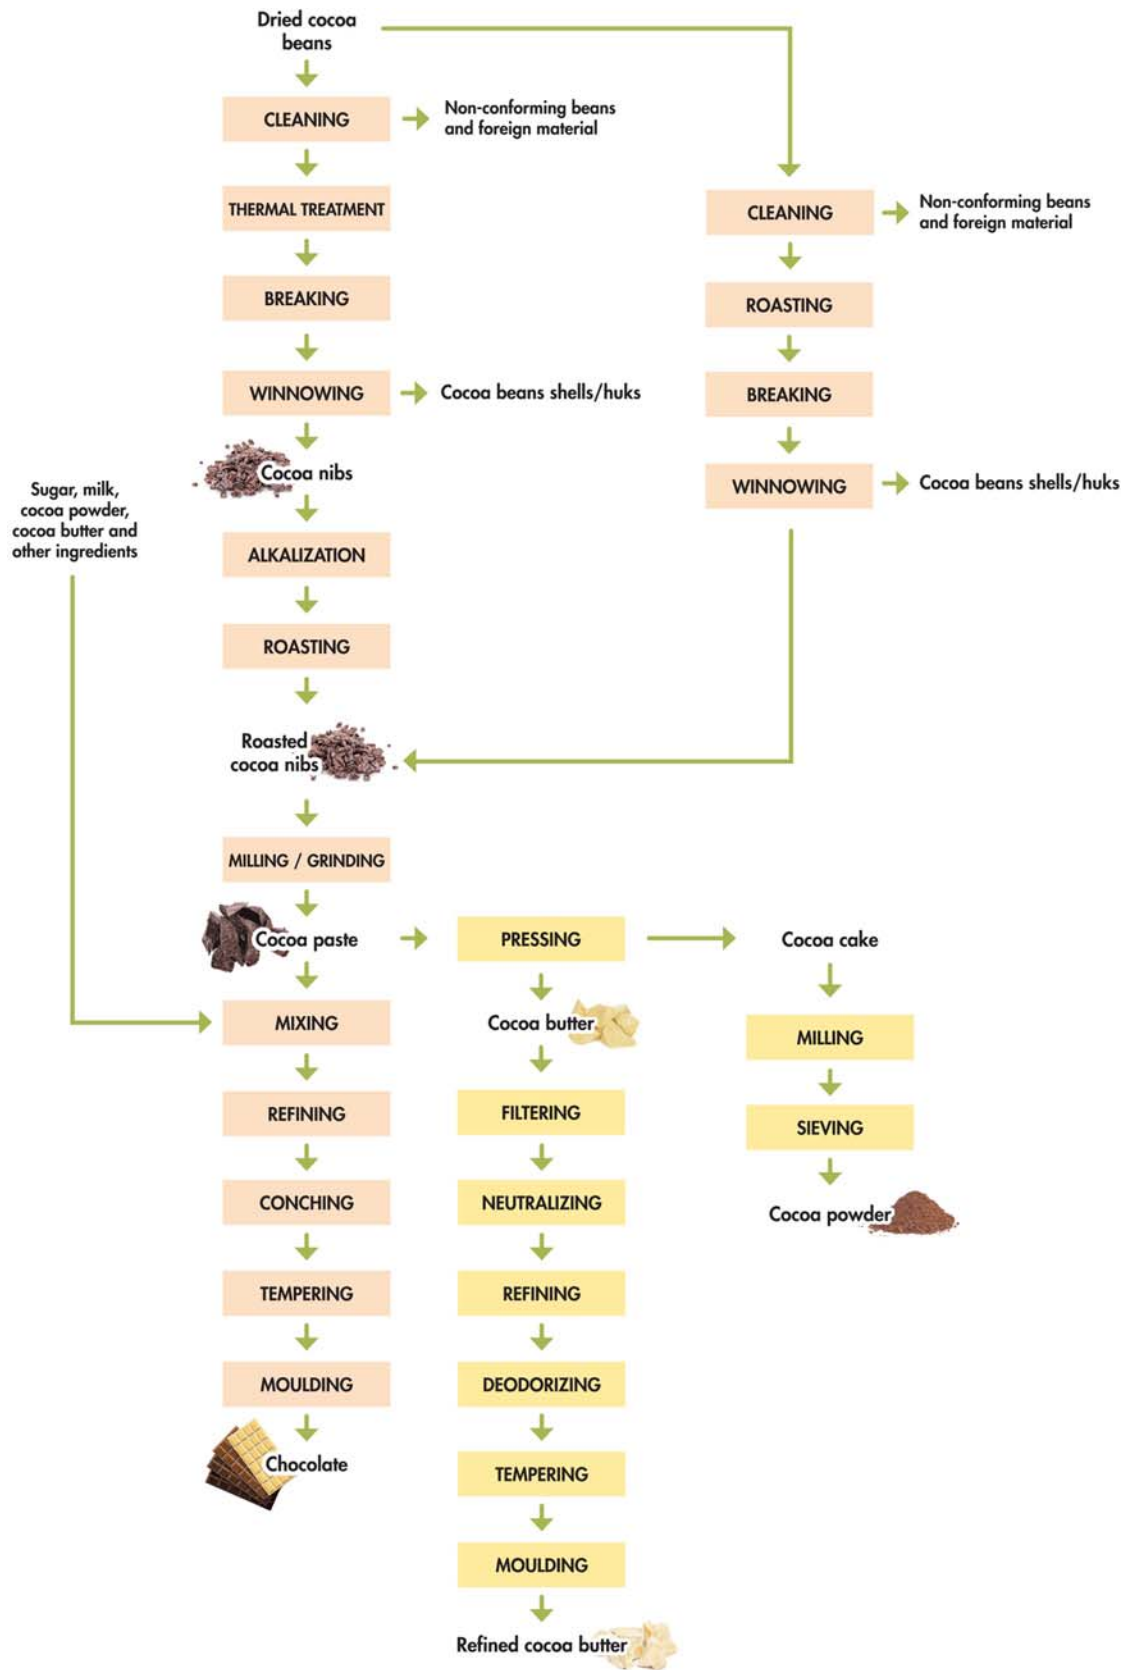 Dried cocoa
beans
CLEANING
Non-conforming beans
and foreign material
THERMAL TREATMENT
BREAKING
WINNOWING
Cocoa beans shells/huks
Cocoa nibs
CLEANING
Non-conforming beans
and foreign material
ROASTING
BREAKING
WINNOWING
Cocoa beans shells/huks
Sugar, milk,
cocoa powder,
cocoa butter and
other ingredients
ALKALIZATION
ROASTING
Roasted
cocoa nibs
MILLING / GRINDING
Cocoa paste
MIXING
REFINING
CONCHING
TEMPERING
MOULDING
Chocolate
PRESSING
Cocoa butter
FILTERING
NEUTRALIZING
REFINING
DEODORIZING
TEMPERING
MOULDING
Refined cocoa butter
Cocoa cake
MILLING
SIEVING
Cocoa powder